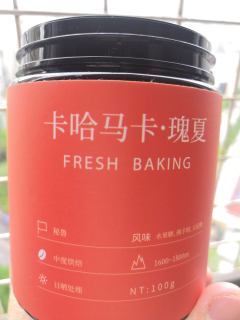 卡哈马卡·瑰夏
FRESH BAKING
秘鲁
风味
中度烘焙
1600-1800m
日晒处理
NT:100g